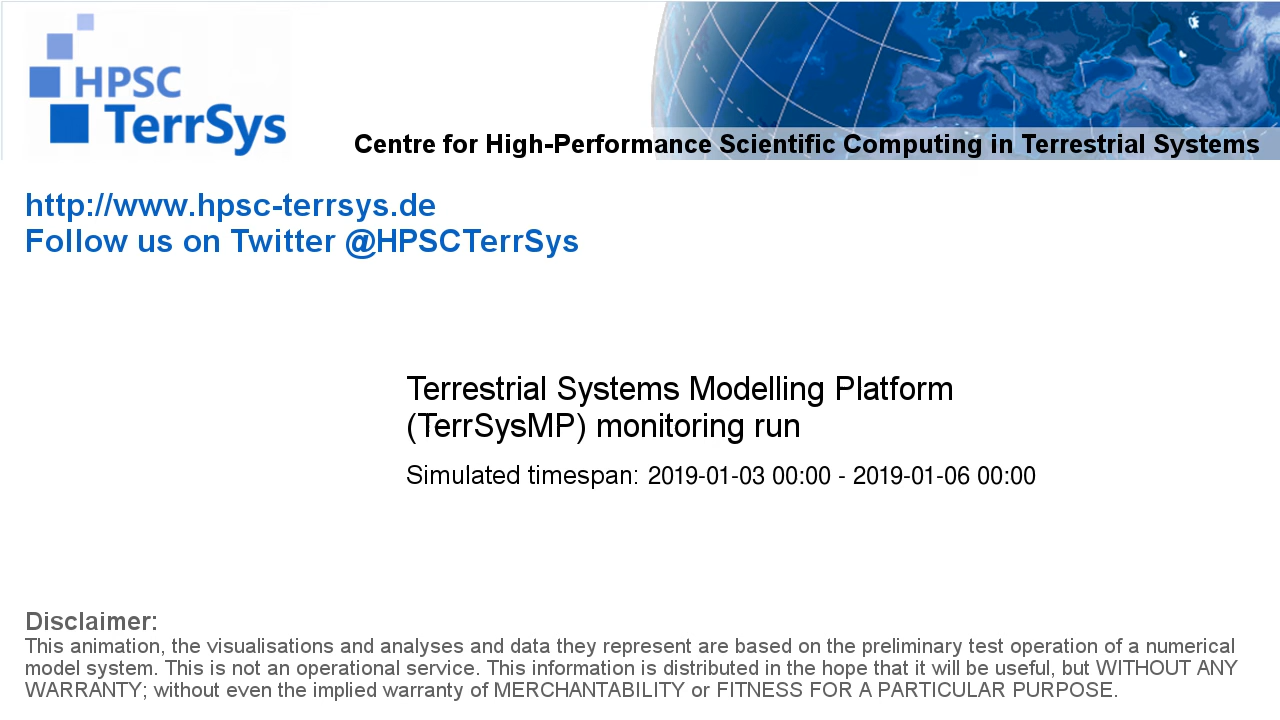 HPSC
TerrSys
Centre for High-Performance Scientific Computing in Terrestrial Systems
http://www.hpsc-terrsys.de
Follow us on Twitter @HPSCTerrSys
Terrestrial Systems Modelling Platform
(TerrSysMP) monitoring run
Simulated timespan: 2019-01-03 00:00 - 2019-01-06 00:00
Disclaimer:
This animation, the visualisations and analyses and data they represent are based on the preliminary test operation of a numerical
model system. This is not an operational service. This information is distributed in the hope that it will be useful, but WITHOUT ANY
WARRANTY; without even the implied warranty of MERCHANTABILITY or FITNESS FOR A PARTICULAR PURPOSE.